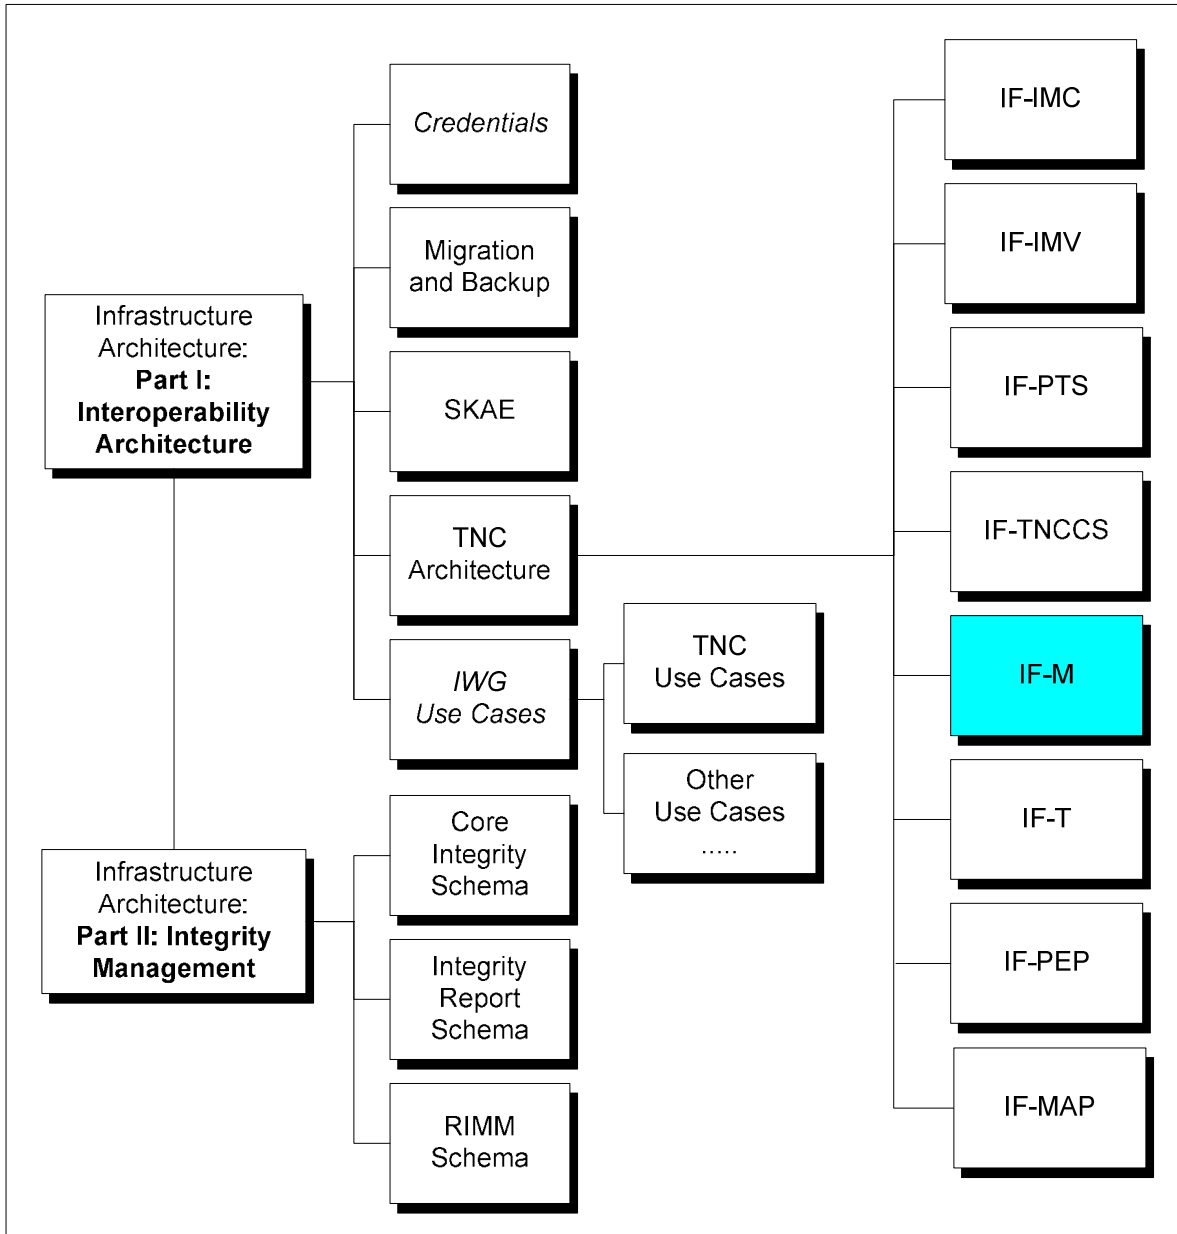 Infrastructure
Architecture:
Part I:
Interoperability
Architecture
Infrastructure
Architecture:
Part II: Integrity
Management
Credentials
Migration
and Backup
SKAE
TNC
Architecture
IWG
Use Cases
Core
Integrity
Schema
Integrity
Report
Schema
RIMM
Schema
TNC
Use Cases
Other
Use Cases
.....
IF-IMC
IF-IMV
IF-PTS
IF-TNCCS
IF-M
IF-T
IF-PEP
IF-MAP